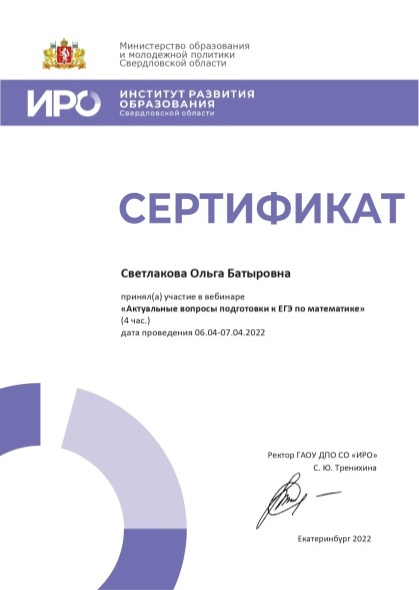 Министерство образования
и молодежной политики
Свердловской области
ИРО
ИНСТИТУТ РАЗВИТИЯ
ОБРАЗОВАНИЯ
Свердловской области
СЕРТИФИКАТ
Светлакова Ольга Батыровна
принял(а) участие в вебинаре
«Актуальные вопросы подготовки к ЕГЭ по математике»
(4 час.)
дата проведения 06.04-07.04.2022
Ректор ГАОУ ДПО СО «ИРО»
С. Ю. Тренихина
Екатеринбург 2022